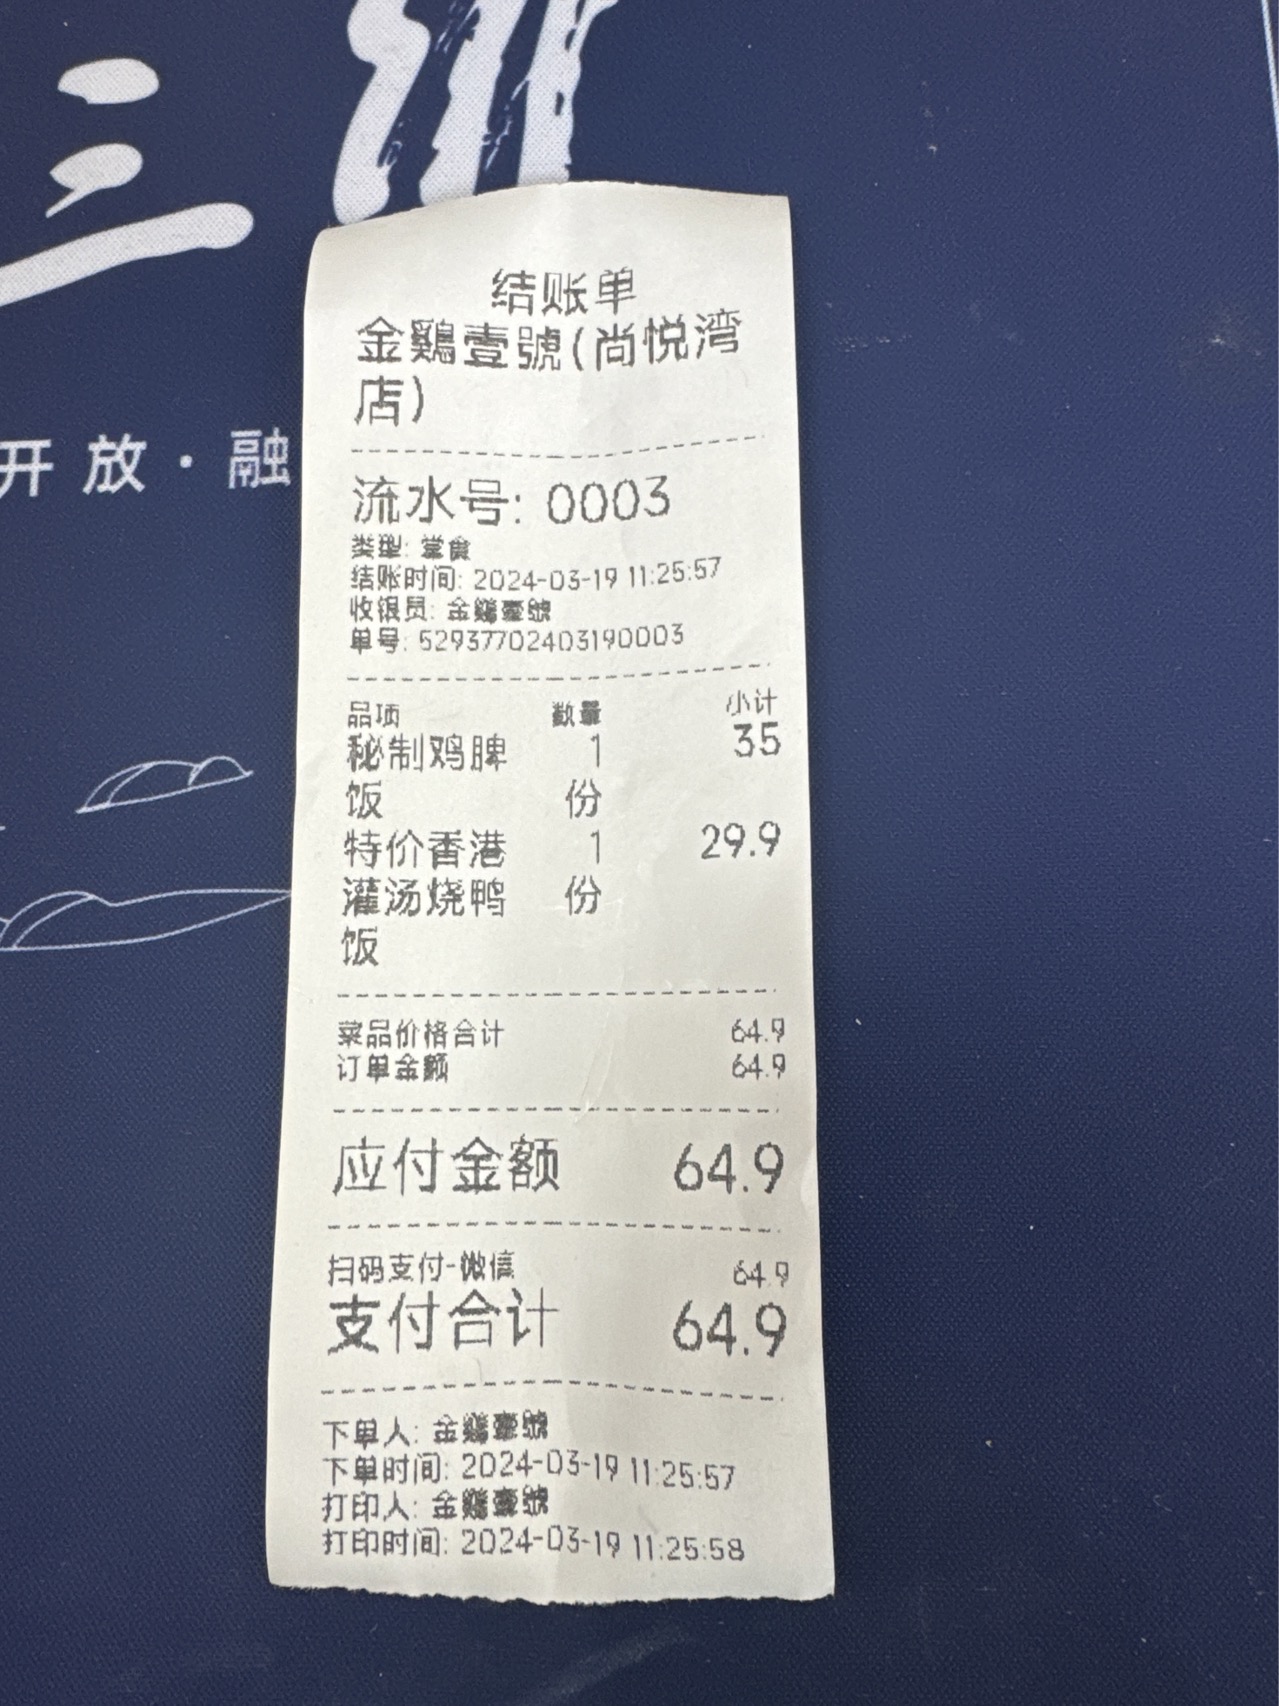 三维
开放·融
结账单
金鷄壹號(尚悦湾
店)
流水号: 0003
类型: 堂食
结账时间: 2024-03-19 11:25:57
收银员: 金鷄壹號
单号: 52937702403190003
品项 数量 小计
秘制鸡脾 1 35
饭 份
特价香港 1 29.9
灌汤烧鸭 份
饭
菜品价格合计 64.9
订单金额 64.9
应付金额 64.9
扫码支付-微信 64.9
支付合计 64.9
下单人: 金鷄壹號
下单时间: 2024-03-19 11:25:57
打印人: 金鷄壹號
打印时间: 2024-03-19 11:25:58